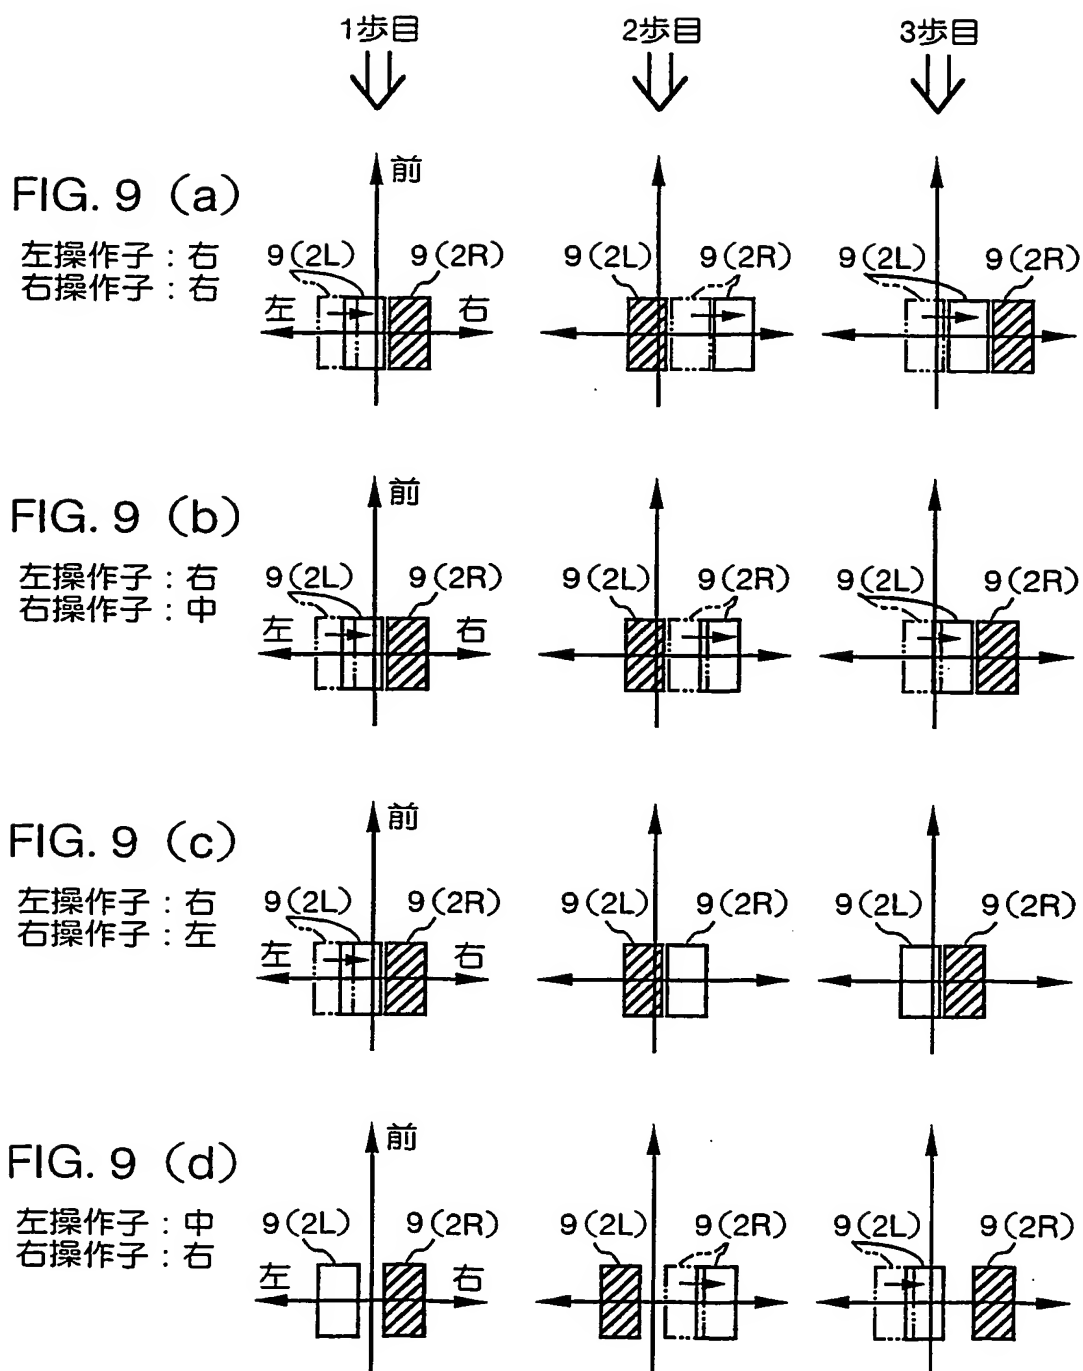 1歩目 2歩目 3歩目
FIG. 9 (a)
左操作子:右
右操作子:右
前
9(2L) 9(2R) 9(2L) 9(2R) 9(2L) 9(2R)
左 右
FIG. 9 (b)
左操作子:右
右操作子:中
前
9(2L) 9(2R) 9(2L) 9(2R) 9(2L) 9(2R)
左 右
FIG. 9 (c)
左操作子:右
右操作子:左
前
9(2L) 9(2R) 9(2L) 9(2R) 9(2L) 9(2R)
左 右
FIG. 9 (d)
左操作子:中
右操作子:右
前
9(2L) 9(2R) 9(2L) 9(2R) 9(2L) 9(2R)
左 右